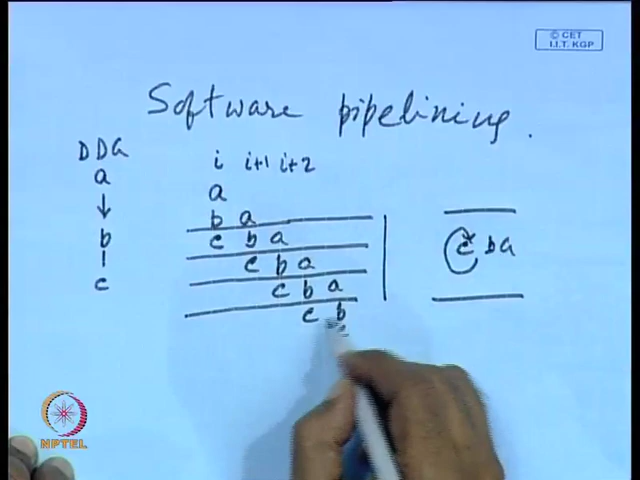 © CET
I.I.T. KGP
Software pipelining.
DDG
a
↓
b
c
i i+1 i+2
a
b a
c b a
c b a
c b a
c b
c b a
NPTEL